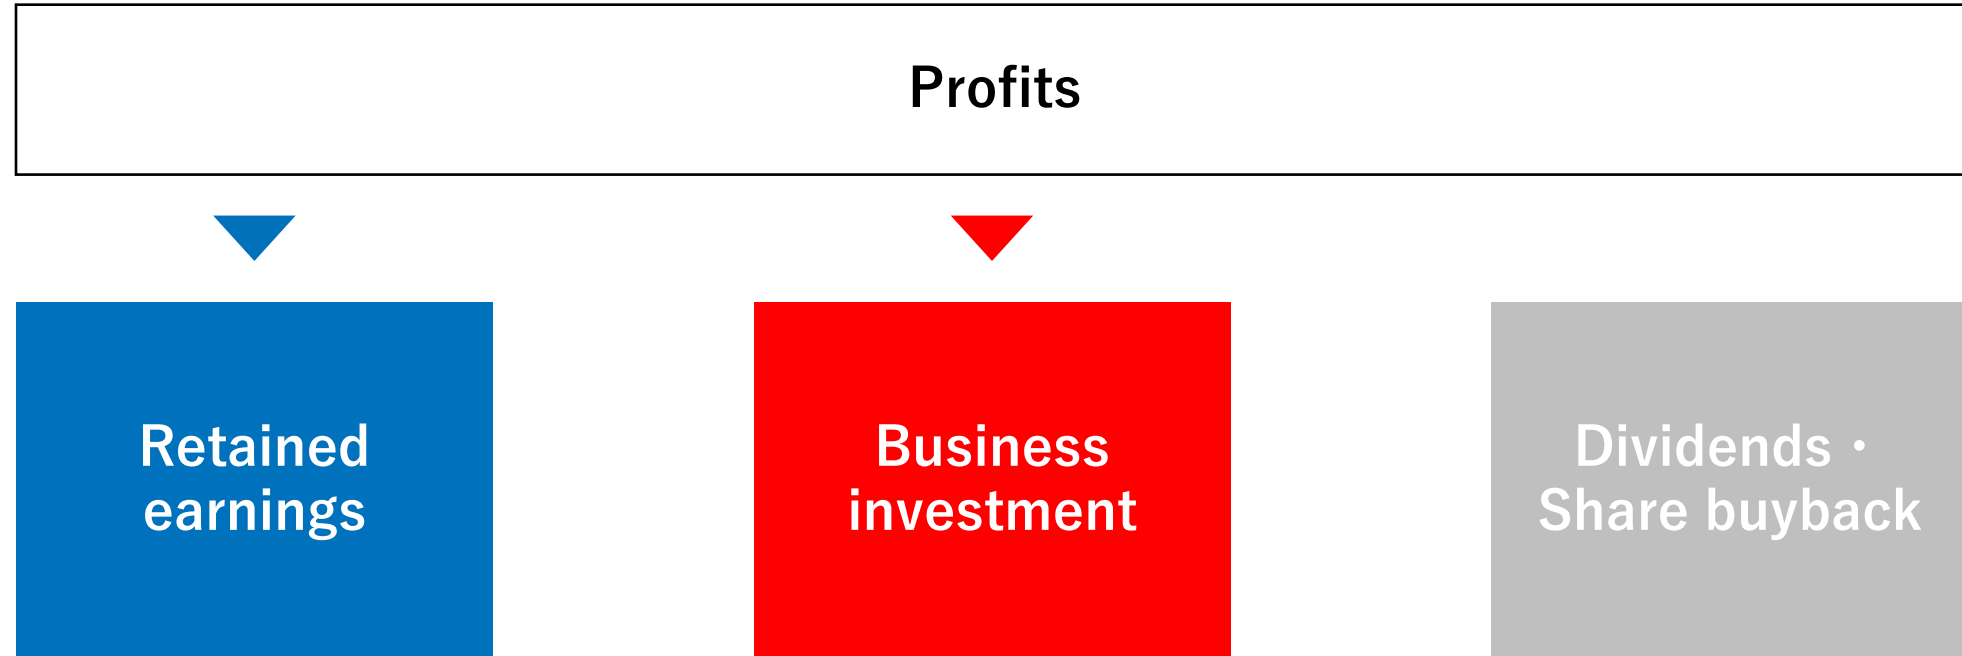 Profits
Retained
earnings
Business
investment
Dividends・
Share buyback